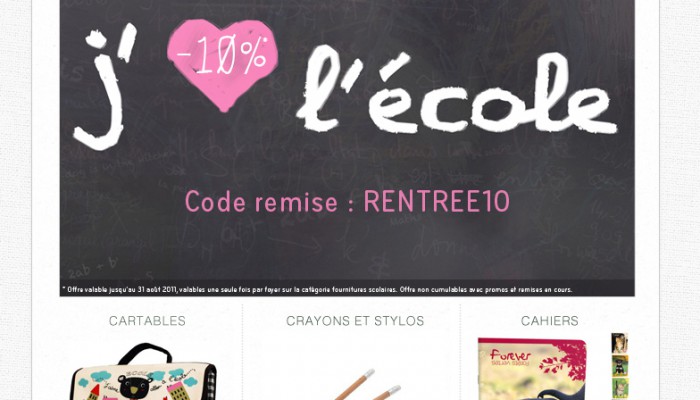 j' -10%* l'école
Code remise : RENTREE10
* Offre valable jusqu'au 31 août 2011, valables une seule fois par foyer sur la catégorie fournitures scolaires. Offre non cumulables avec promos et remises en cours.
CARTABLES CRAYONS ET STYLOS CAHIERS
Forever